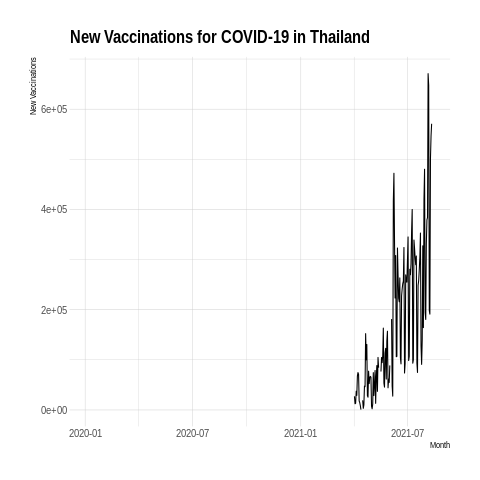 New Vaccinations for COVID-19 in Thailand
New Vaccinations
6e+05
4e+05
2e+05
0e+00
2020-01 2020-07 2021-01 2021-07
Month